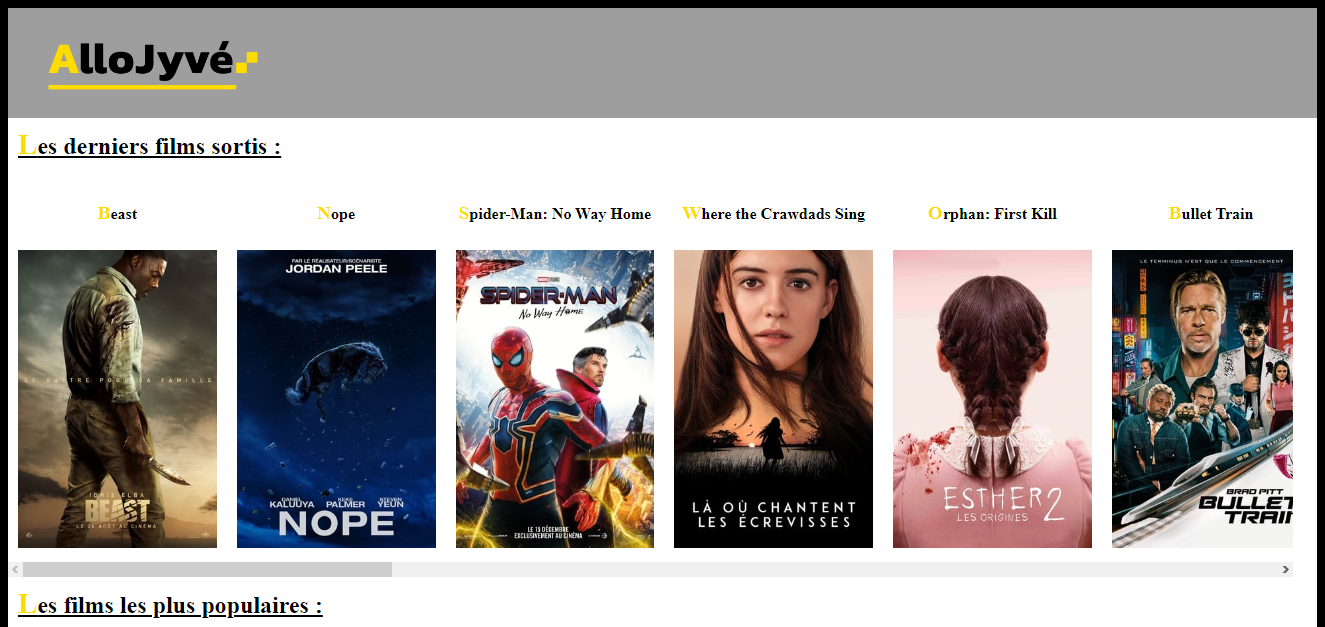 AlloJyvé
Les derniers films sortis :
Beast
Nope
Spider-Man: No Way Home
Where the Crawdads Sing
Orphan: First Kill
Bullet Train
SE BATTRE POUR SA FAMILLE
IDRIS ELBA
BEAST
LE 24 AOÛT AU CINÉMA
PAR LE RÉALISATEUR/SCÉNARISTE
JORDAN PEELE
DANIEL KALUUYA
KEKE PALMER
STEVEN YEUN
NOPE
SPIDER-MAN
No Way Home
LE 15 DÉCEMBRE
EXCLUSIVEMENT AU CINÉMA
LÀ OÙ CHANTENT
LES ÉCREVISSES
ESTHER 2
LES ORIGINES
LE TERMINUS N'EST QUE LE COMMENCEMENT
BRAD PITT
BULLET
TRAI
Les films les plus populaires :